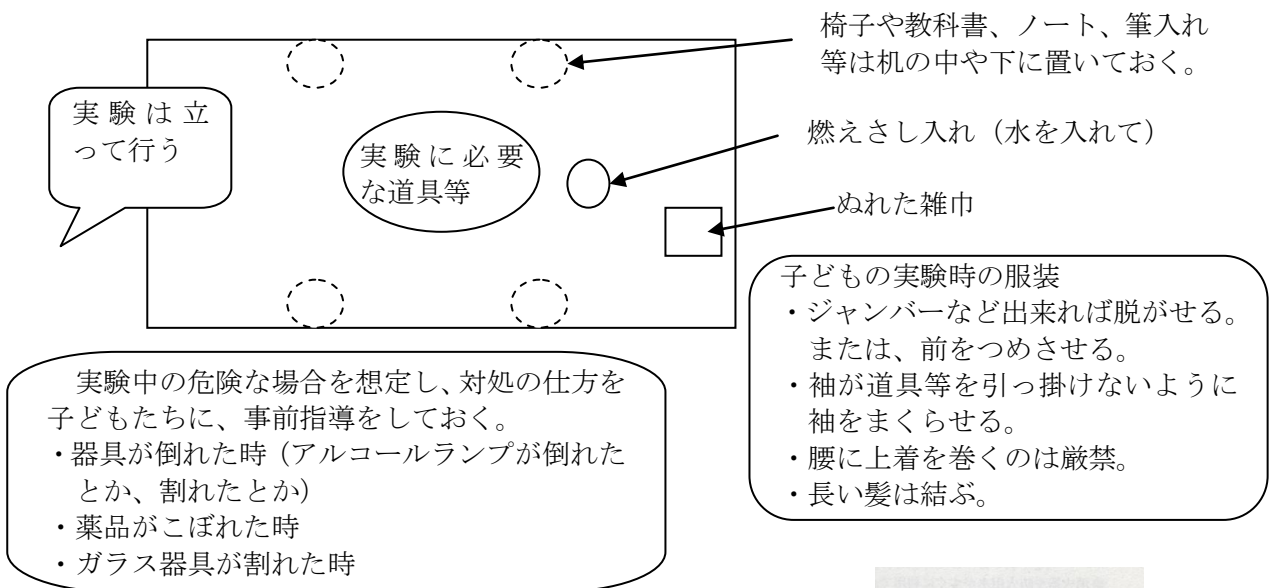 椅子や教科書、ノート、筆入れ
等は机の中や下に置いておく。
実験は立
って行う
実験に必要
な道具等
燃えさし入れ（水を入れて）
ぬれた雑巾
子どもの実験時の服装
・ジャンバーなど出来れば脱がせる。
または、前をつめさせる。
・袖が道具等を引っ掛けないように
袖をまくらせる。
・腰に上着を巻くのは厳禁。
・長い髪は結ぶ。
実験中の危険な場合を想定し、対処の仕方を
子どもたちに、事前指導をしておく。
・器具が倒れた時（アルコールランプが倒れた
とか、割れたとか）
・薬品がこぼれた時
・ガラス器具が割れた時